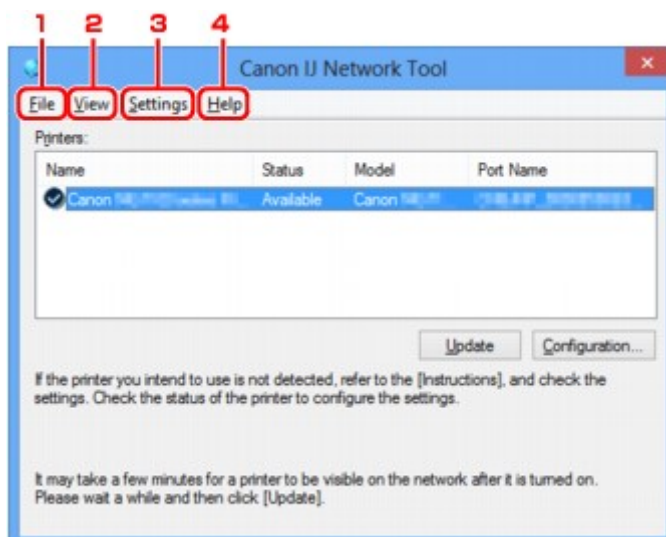 1 2 3 4
Canon IJ Network Tool
File View Settings Help
Printers:
Name Status Model Port Name
Canon Available Canon
Update Configuration...
If the printer you intend to use is not detected, refer to the [Instructions], and check the
settings. Check the status of the printer to configure the settings.
It may take a few minutes for a printer to be visible on the network after it is turned on.
Please wait a while and then click [Update].